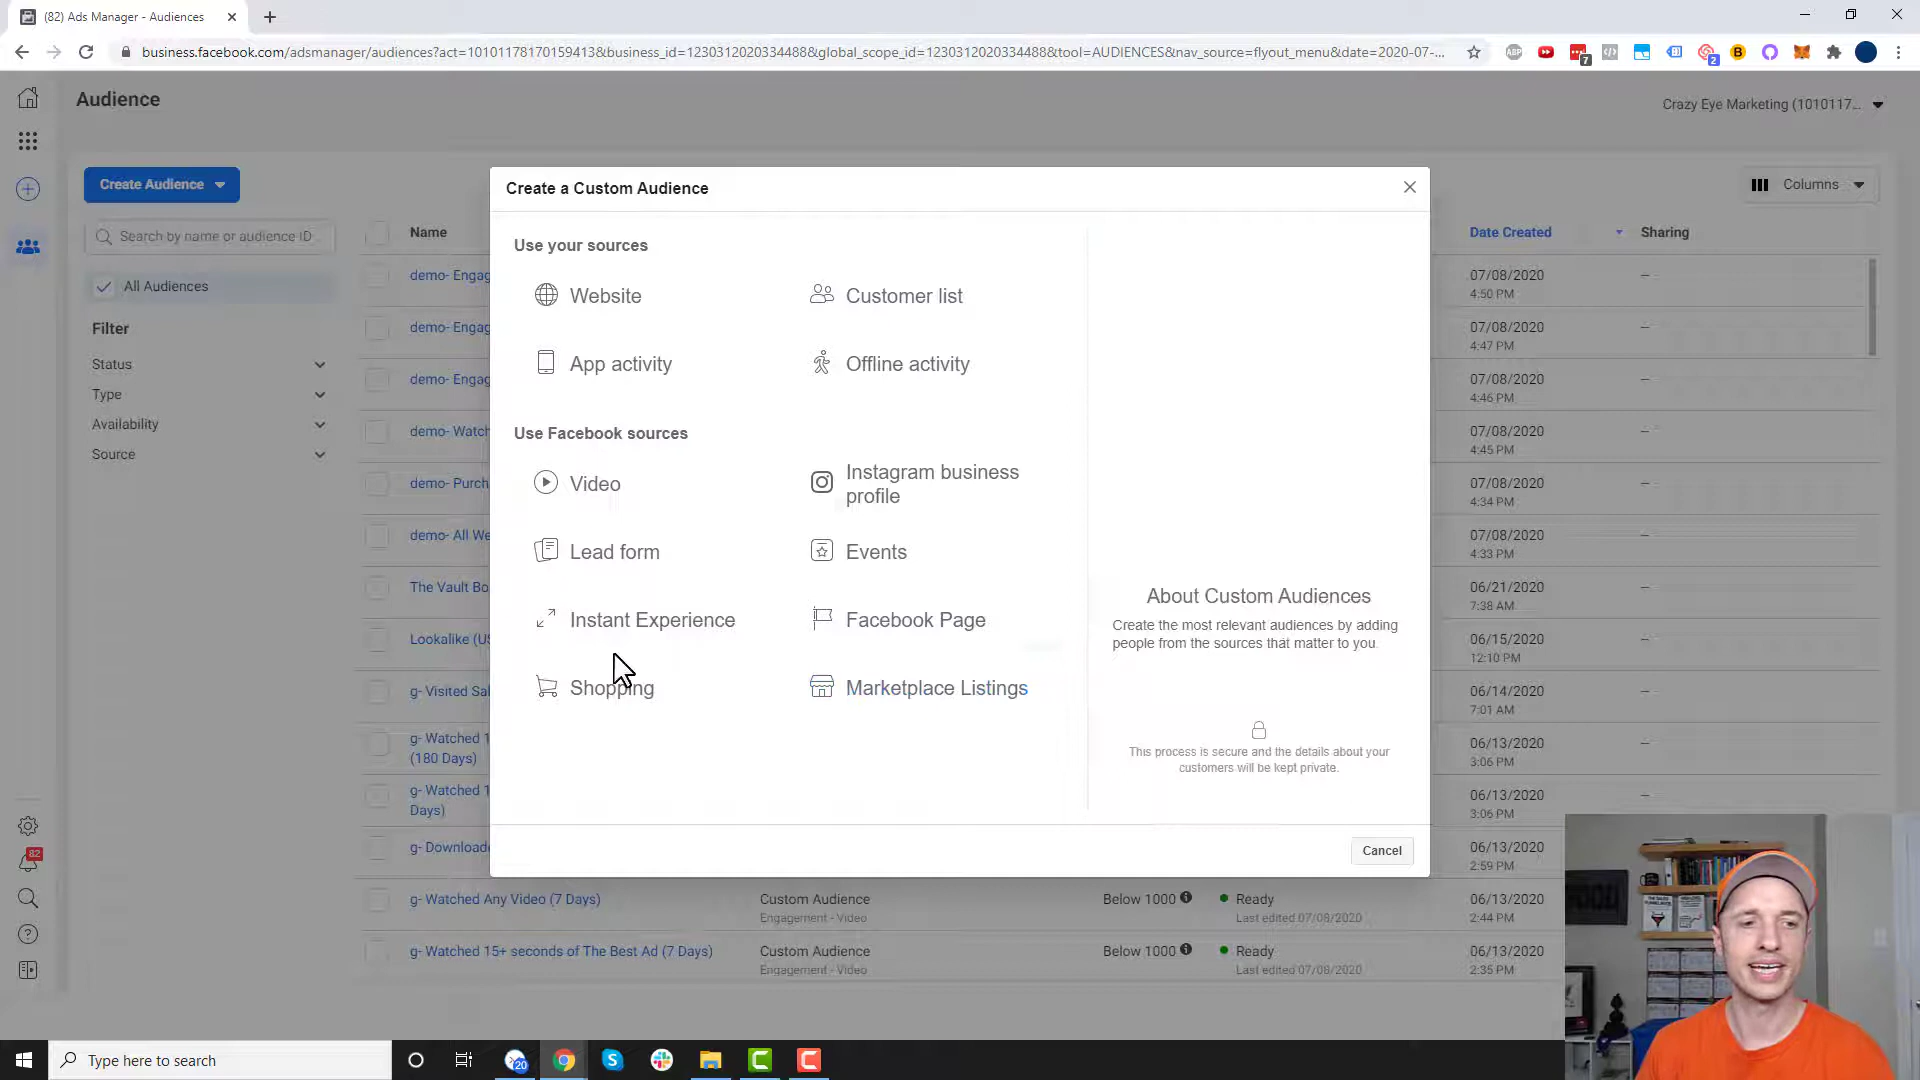 (82) Ads Manager - Audiences
business.facebook.com/adsmanager/audiences?act=10101178170159413&business_id=1230312020334488&global_scope_id=1230312020334488&tool=AUDIENCES&nav_source=flyout_menu&date=2020-07-...
ABP
7
2
B
Audience
Crazy Eye Marketing (1010117...
Create Audience
Columns
Search by name or audience ID
All Audiences
Filter
Status
Type
Availability
Source
Name
Date Created
Sharing
demo- Engag
07/08/2020
4:50 PM
–
demo- Engag
07/08/2020
4:47 PM
–
demo- Engag
07/08/2020
4:46 PM
–
demo- Watch
07/08/2020
4:45 PM
–
demo- Purch
07/08/2020
4:34 PM
–
demo- All We
07/08/2020
4:33 PM
–
The Vault Bo
06/21/2020
7:38 AM
–
Lookalike (US
06/15/2020
12:10 PM
–
g- Visited Sal
06/14/2020
7:01 AM
–
g- Watched 1
(180 Days)
06/13/2020
3:06 PM
–
g- Watched 1
Days)
06/13/2020
3:06 PM
–
g- Downloade
06/13/2020
2:59 PM
g- Watched Any Video (7 Days)
Custom Audience
Engagement - Video
Below 1000
Ready
Last edited 07/08/2020
06/13/2020
2:44 PM
g- Watched 15+ seconds of The Best Ad (7 Days)
Custom Audience
Engagement - Video
Below 1000
Ready
Last edited 07/08/2020
06/13/2020
2:35 PM
Create a Custom Audience
Use your sources
Website
Customer list
App activity
Offline activity
Use Facebook sources
Video
Instagram business
profile
Lead form
Events
Instant Experience
Facebook Page
Shopping
Marketplace Listings
About Custom Audiences
Create the most relevant audiences by adding
people from the sources that matter to you.
This process is secure and the details about your
customers will be kept private.
Cancel
82
Type here to search
20